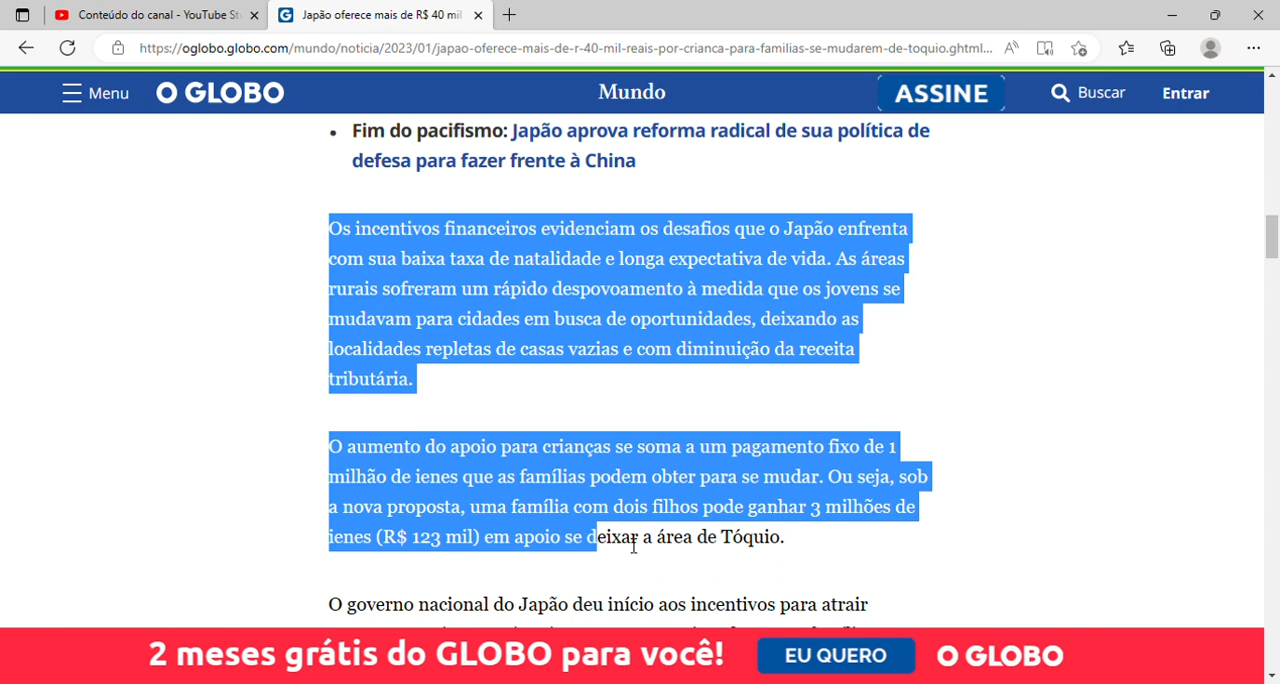 Conteúdo do canal - YouTube St
Japão oferece mais de R$ 40 mil
https://oglobo.globo.com/mundo/noticia/2023/01/japao-oferece-mais-de-r-40-mil-reais-por-crianca-para-familias-se-mudarem-de-toquio.ghtml...
Menu
O GLOBO
Mundo
ASSINE
Buscar
Entrar
• Fim do pacifismo: Japão aprova reforma radical de sua política de
defesa para fazer frente à China
Os incentivos financeiros evidenciam os desafios que o Japão enfrenta
com sua baixa taxa de natalidade e longa expectativa de vida. As áreas
rurais sofreram um rápido despovoamento à medida que os jovens se
mudavam para cidades em busca de oportunidades, deixando as
localidades repletas de casas vazias e com diminuição da receita
tributária.
O aumento do apoio para crianças se soma a um pagamento fixo de 1
milhão de ienes que as famílias podem obter para se mudar. Ou seja, sob
a nova proposta, uma família com dois filhos pode ganhar 3 milhões de
ienes (R$ 123 mil) em apoio se deixar a área de Tóquio.
O governo nacional do Japão deu início aos incentivos para atrair
2 meses grátis do GLOBO para você!
EU QUERO
O GLOBO